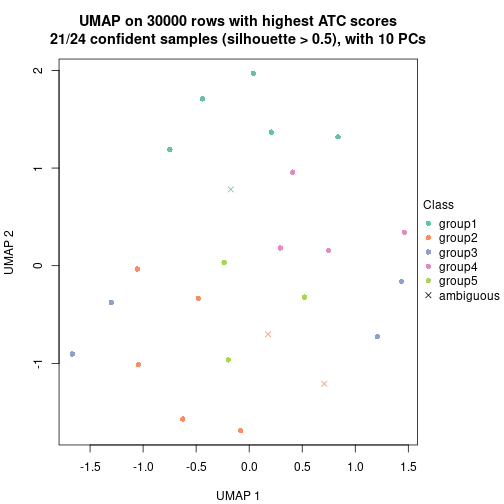 UMAP on 30000 rows with highest ATC scores
21/24 confident samples (silhouette > 0.5), with 10 PCs
2
1
0
-1
UMAP 2
-1.5
-1.0
-0.5
0.0
0.5
1.0
1.5
UMAP 1
Class
group1
group2
group3
group4
group5
ambiguous